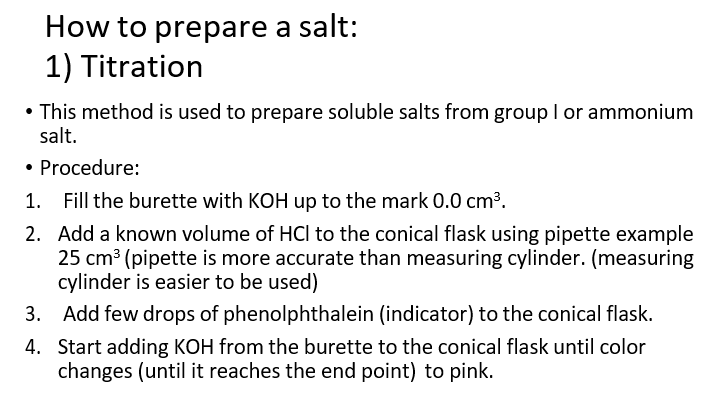 How to prepare a salt:
1) Titration
• This method is used to prepare soluble salts from group I or ammonium
salt.
• Procedure:
1. Fill the burette with KOH up to the mark 0.0 cm³.
2. Add a known volume of HCl to the conical flask using pipette example
25 cm³ (pipette is more accurate than measuring cylinder. (measuring
cylinder is easier to be used)
3. Add few drops of phenolphthalein (indicator) to the conical flask.
4. Start adding KOH from the burette to the conical flask until color
changes (until it reaches the end point) to pink.